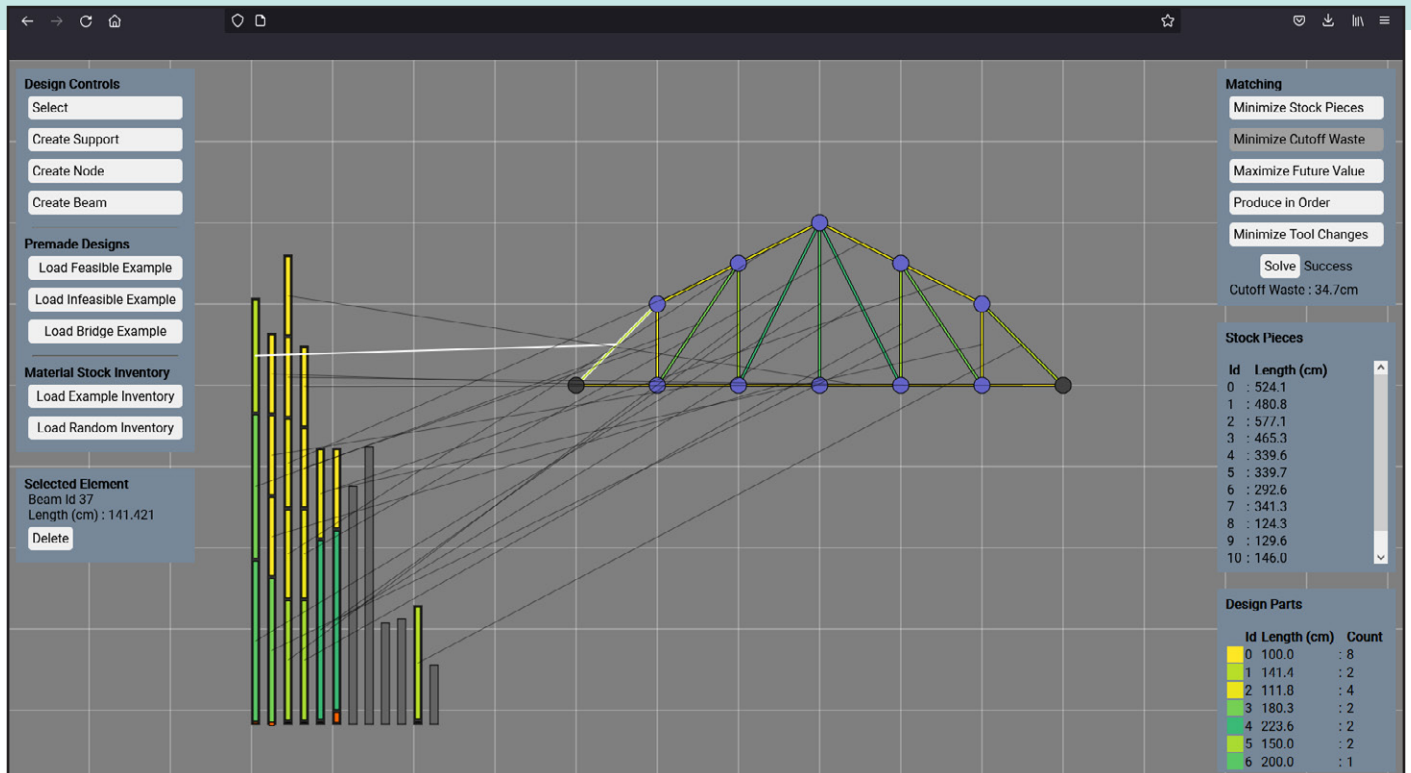 Design Controls
Select
Create Support
Create Node
Create Beam
Premade Designs
Load Feasible Example
Load Infeasible Example
Load Bridge Example
Material Stock Inventory
Load Example Inventory
Load Random Inventory
Selected Element
Beam Id 37
Length (cm) : 141.421
Delete
Matching
Minimize Stock Pieces
Minimize Cutoff Waste
Maximize Future Value
Produce in Order
Minimize Tool Changes
Solve Success
Cutoff Waste : 34.7cm
Stock Pieces
Id Length (cm)
0 : 524.1
1 : 480.8
2 : 577.1
3 : 465.3
4 : 339.6
5 : 339.7
6 : 292.6
7 : 341.3
8 : 124.3
9 : 129.6
10 : 146.0
Design Parts
Id Length (cm) Count
0 100.0 : 8
1 141.4 : 2
2 111.8 : 4
3 180.3 : 2
4 223.6 : 2
5 150.0 : 2
6 200.0 : 1